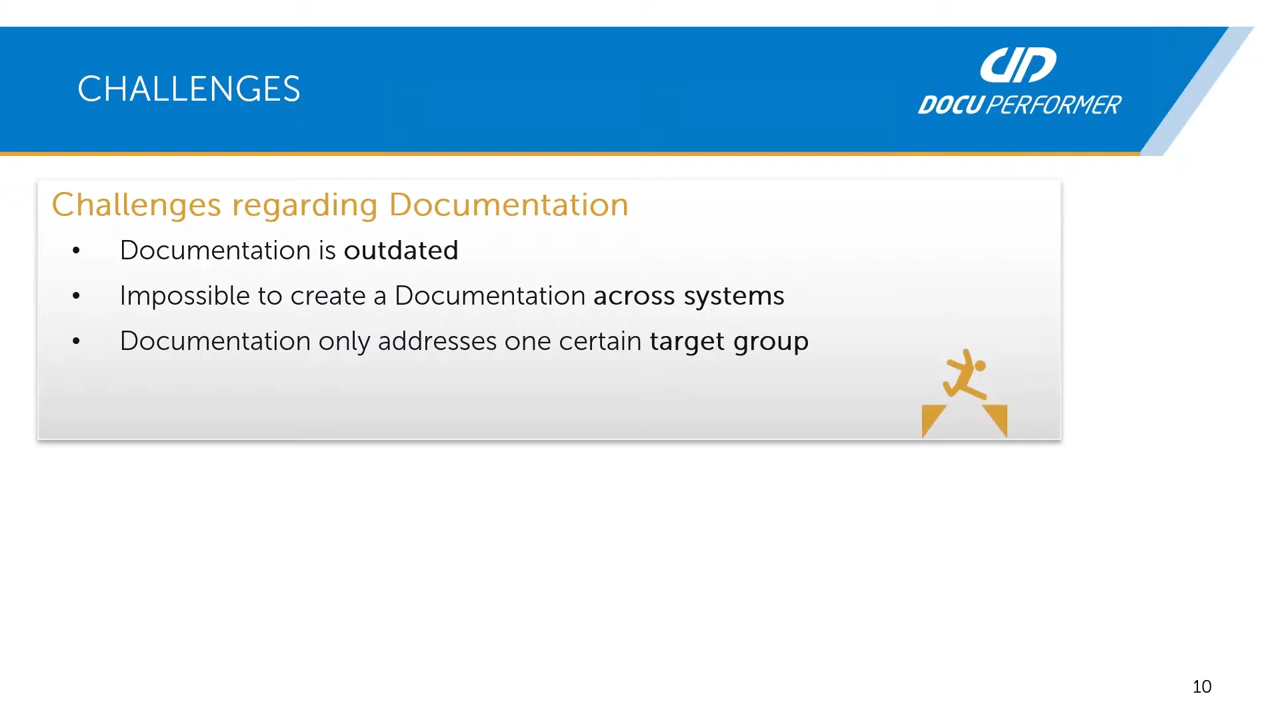 CHALLENGES
DOCU PERFORMER
Challenges regarding Documentation
• Documentation is outdated
• Impossible to create a Documentation across systems
• Documentation only addresses one certain target group
10